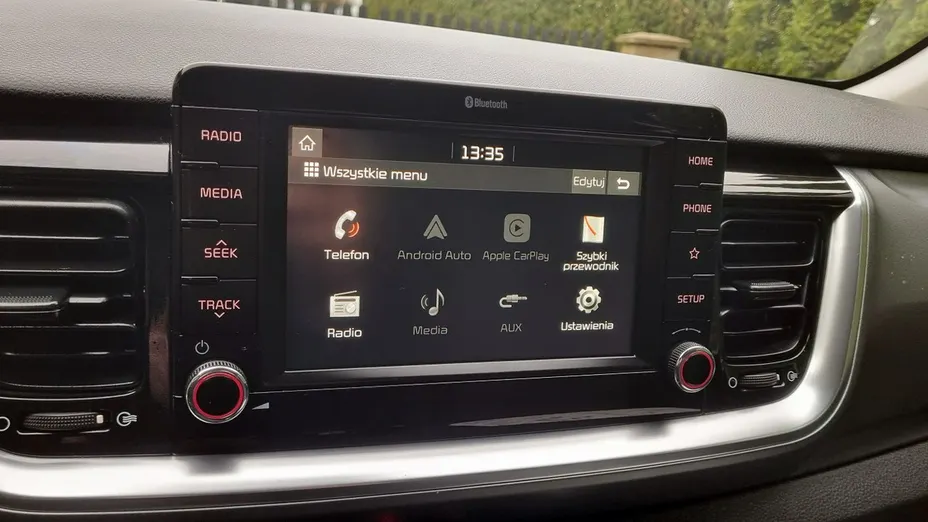 Bluetooth
RADIO
MEDIA
SEEK
TRACK
13:35
Wszystkie menu
Edytuj
Telefon
Android Auto
Apple CarPlay
Szybki
przewodnik
Radio
Media
AUX
Ustawienia
HOME
PHONE
SETUP